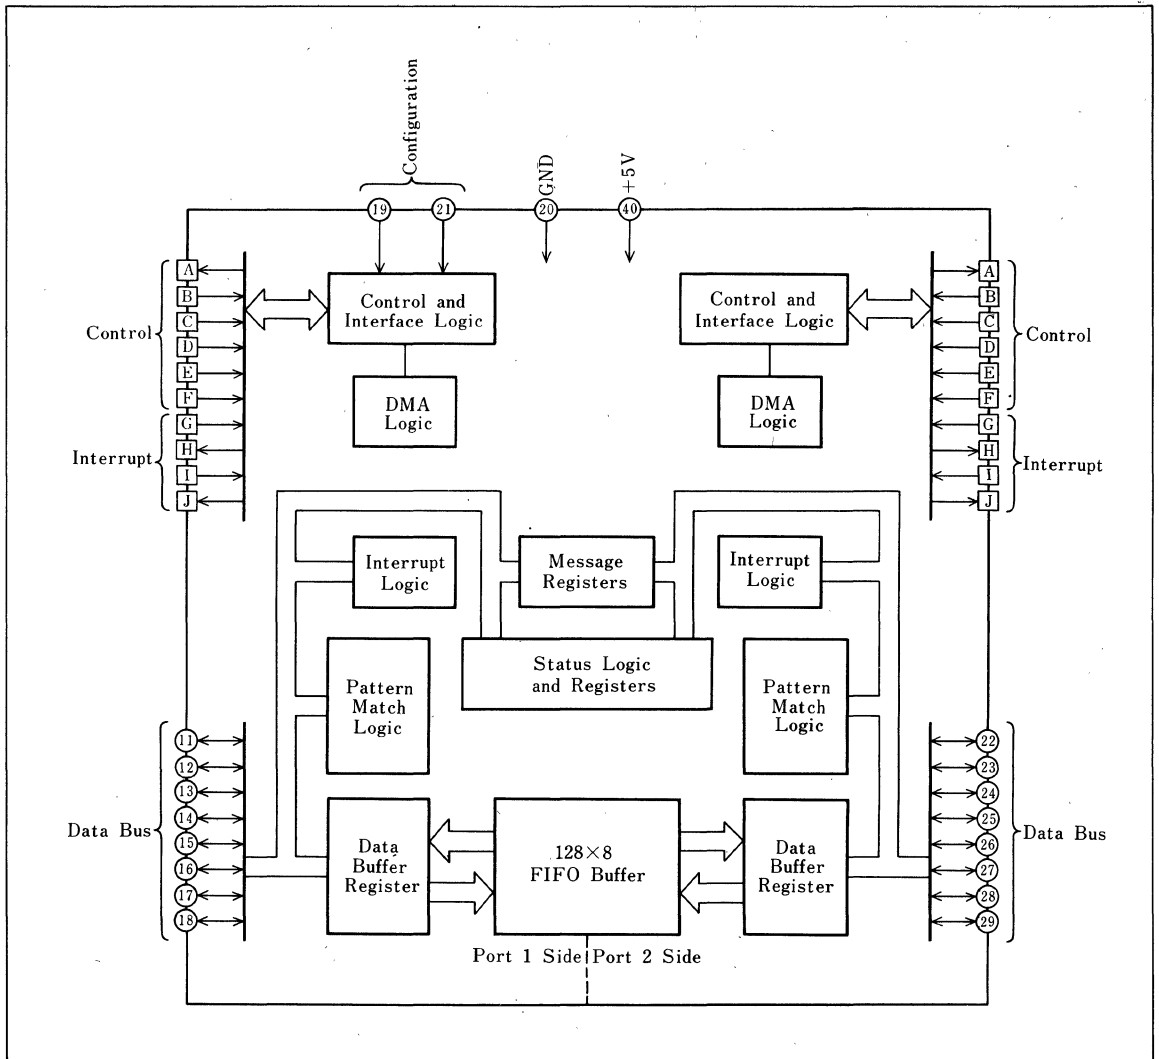 Configuration
GND
+5V
19
21
20
40
Control
A
B
C
D
E
F
Interrupt
G
H
I
J
Control and
Interface Logic
DMA
Logic
Control and
Interface Logic
DMA
Logic
A
B
C
D
E
F
Control
G
H
I
J
Interrupt
Interrupt
Logic
Message
Registers
Interrupt
Logic
Pattern
Match
Logic
Status Logic
and Registers
Pattern
Match
Logic
Data Bus
11
12
13
14
15
16
17
18
Data
Buffer
Register
128×8
FIFO Buffer
Data
Buffer
Register
22
23
24
25
26
27
28
29
Data Bus
Port 1 Side
Port 2 Side